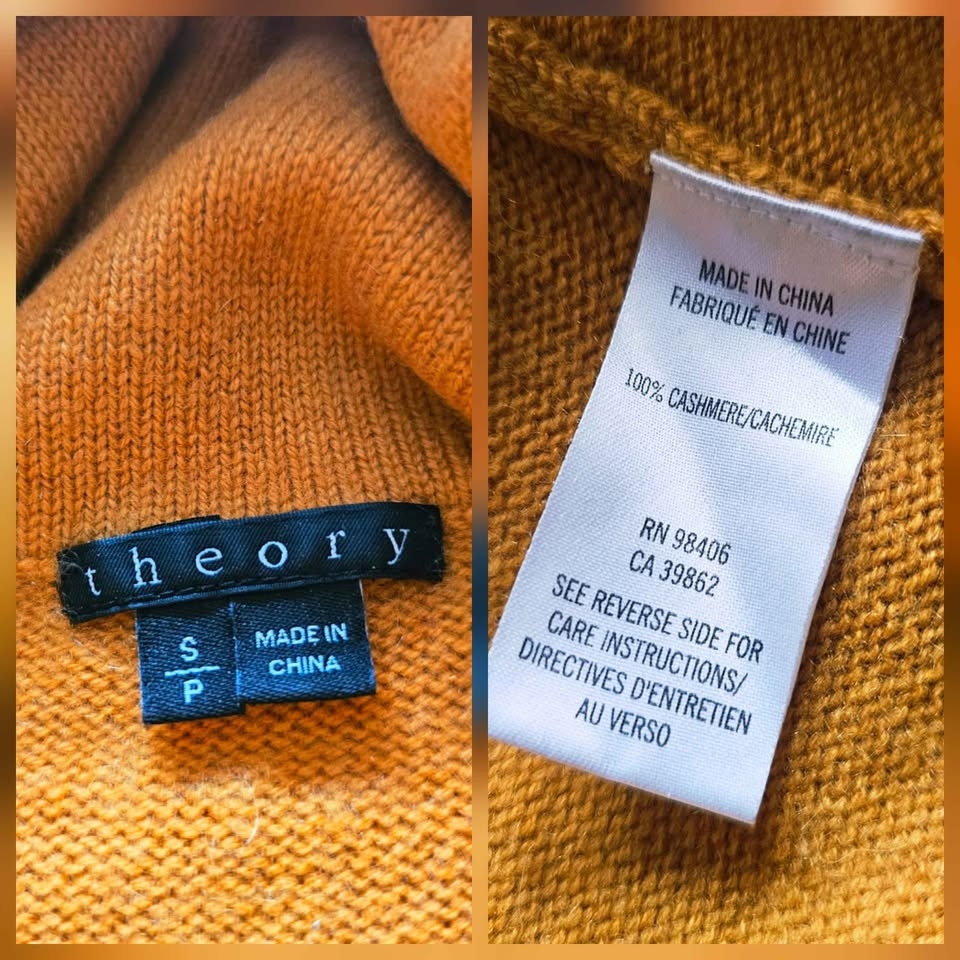 theory
S
P
MADE IN
CHINA
MADE IN CHINA
FABRIQUÉ EN CHINE
100% CASHMERE/CACHEMIRE
RN 98406
CA 39862
SEE REVERSE SIDE FOR
CARE INSTRUCTIONS/
DIRECTIVES D'ENTRETIEN
AU VERSO